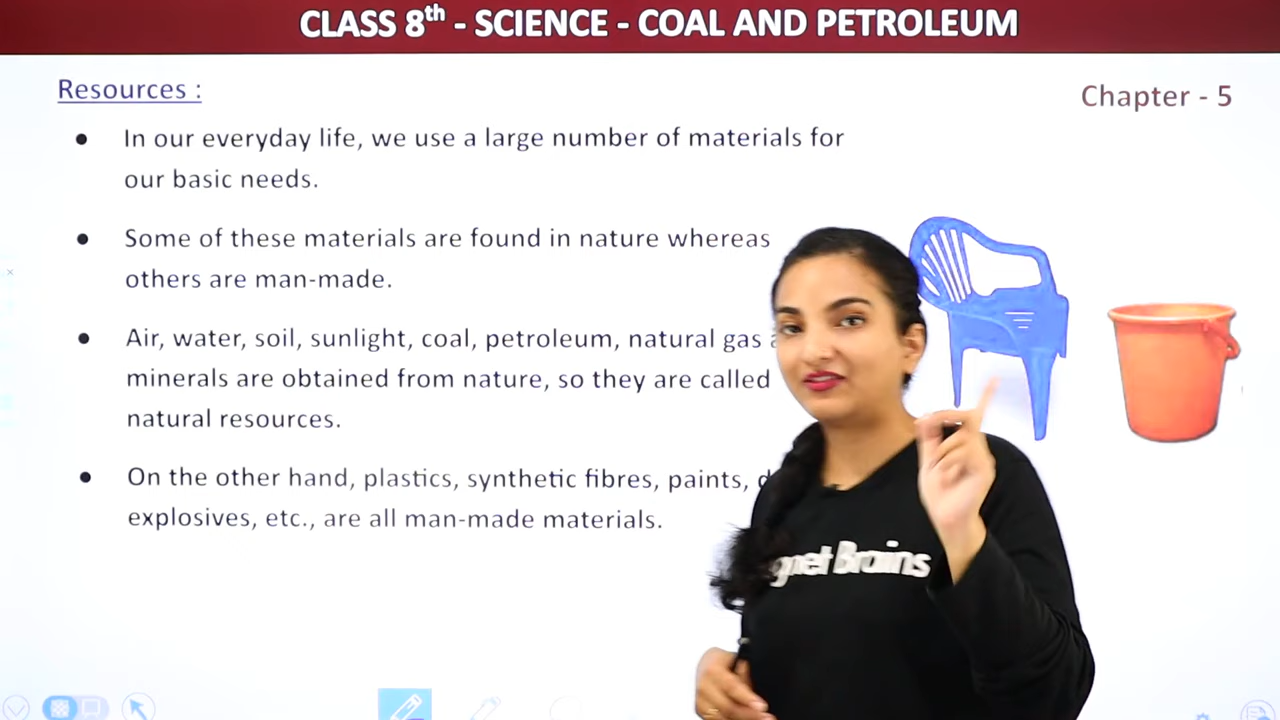 CLASS 8th - SCIENCE - COAL AND PETROLEUM
Resources :
Chapter - 5
● In our everyday life, we use a large number of materials for
our basic needs.
● Some of these materials are found in nature whereas
others are man-made.
● Air, water, soil, sunlight, coal, petroleum, natural gas
minerals are obtained from nature, so they are called
natural resources.
● On the other hand, plastics, synthetic fibres, paints,
explosives, etc., are all man-made materials.
gnet Brains